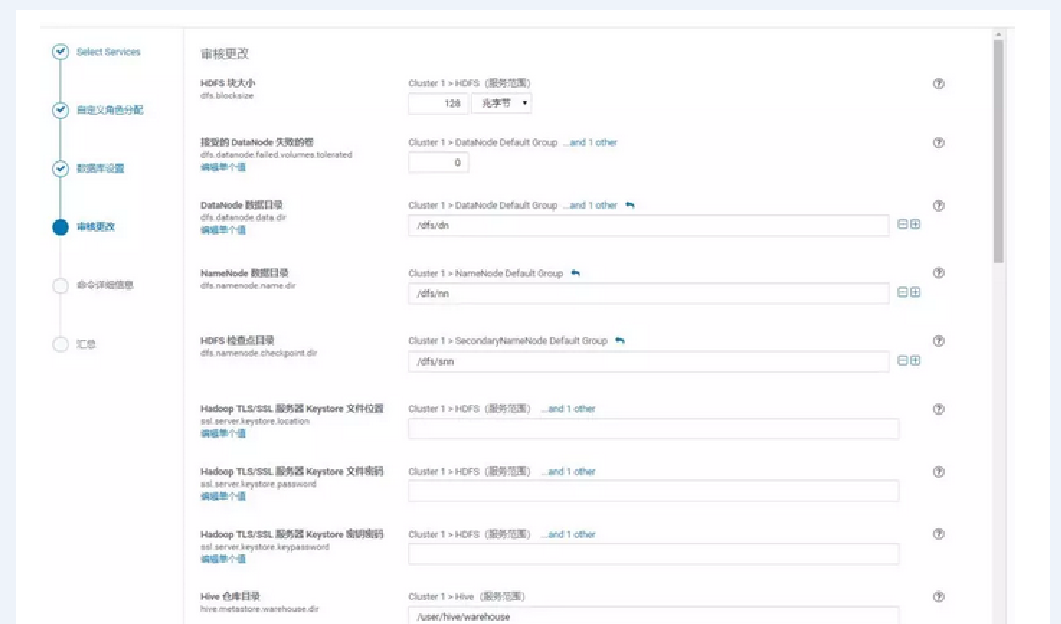 Select Services
自定义角色分配
数据库设置
审核更改
命令详细信息
汇总
审核更改
HDFS 块大小
dfs.blocksize
Cluster 1 > HDFS (服务范围)
128 兆字节
接受的 DataNode 失败的卷
dfs.datanode.failed.volumes.tolerated
编辑单个值
Cluster 1 > DataNode Default Group ...and 1 other
0
DataNode 数据目录
dfs.datanode.data.dir
编辑单个值
Cluster 1 > DataNode Default Group ...and 1 other
/dfs/dn
NameNode 数据目录
dfs.namenode.name.dir
Cluster 1 > NameNode Default Group
/dfs/nn
HDFS 检查点目录
dfs.namenode.checkpoint.dir
Cluster 1 > SecondaryNameNode Default Group
/dfs/snn
Hadoop TLS/SSL 服务器 Keystore 文件位置
ssl.server.keystore.location
编辑单个值
Cluster 1 > HDFS (服务范围) ...and 1 other
Hadoop TLS/SSL 服务器 Keystore 文件密码
ssl.server.keystore.password
编辑单个值
Cluster 1 > HDFS (服务范围) ...and 1 other
Hadoop TLS/SSL 服务器 Keystore 密钥密码
ssl.server.keystore.keypassword
编辑单个值
Cluster 1 > HDFS (服务范围) ...and 1 other
Hive 仓库目录
hive.metastore.warehouse.dir
Cluster 1 > Hive (服务范围)
/user/hive/warehouse